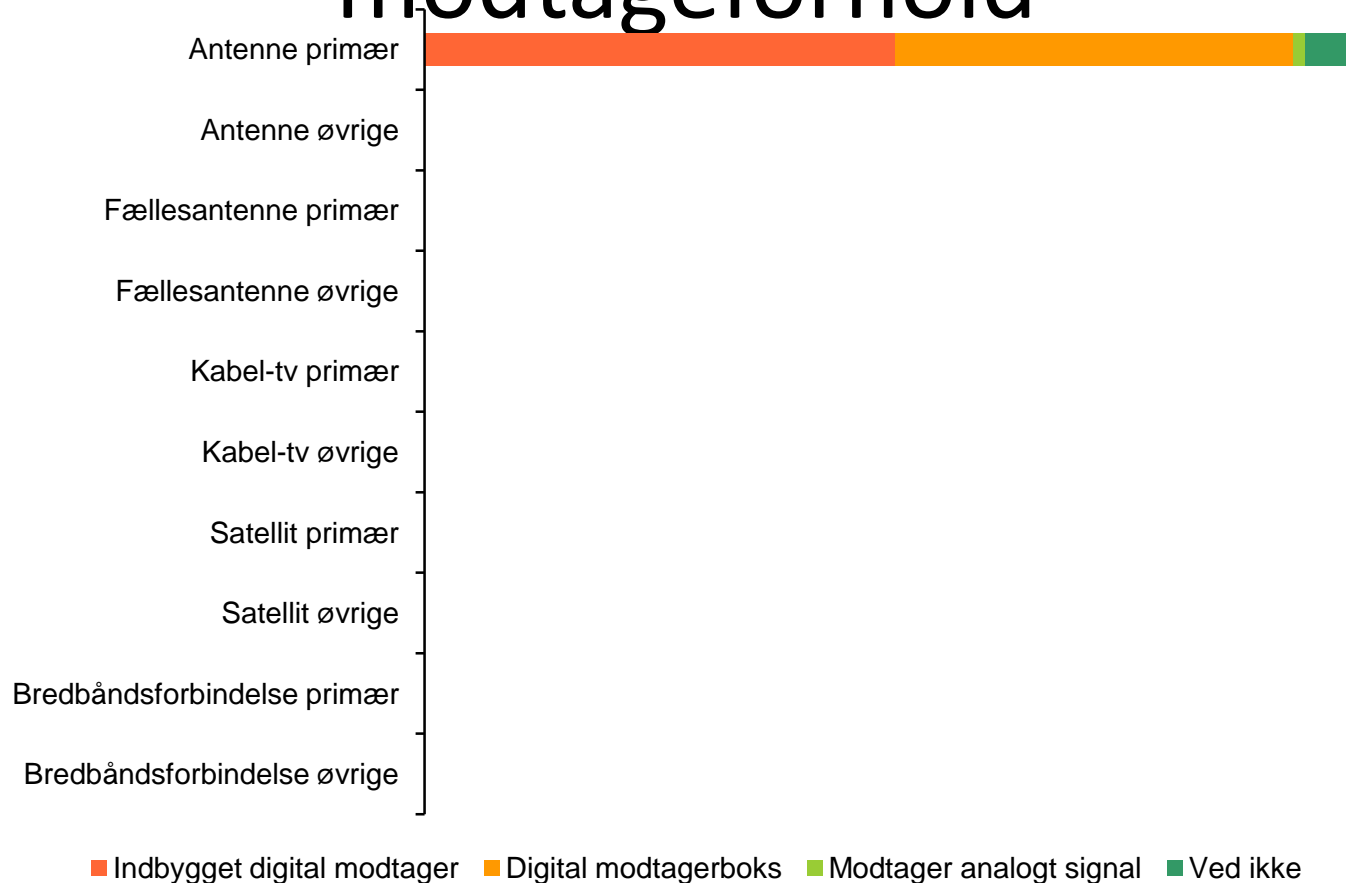 modtageforhold
Antenne primær
Antenne øvrige
Fællesantenne primær
Fællesantenne øvrige
Kabel-tv primær
Kabel-tv øvrige
Satellit primær
Satellit øvrige
Bredbåndsforbindelse primær
Bredbåndsforbindelse øvrige
Indbygget digital modtager Digital modtagerboks Modtager analogt signal Ved ikke